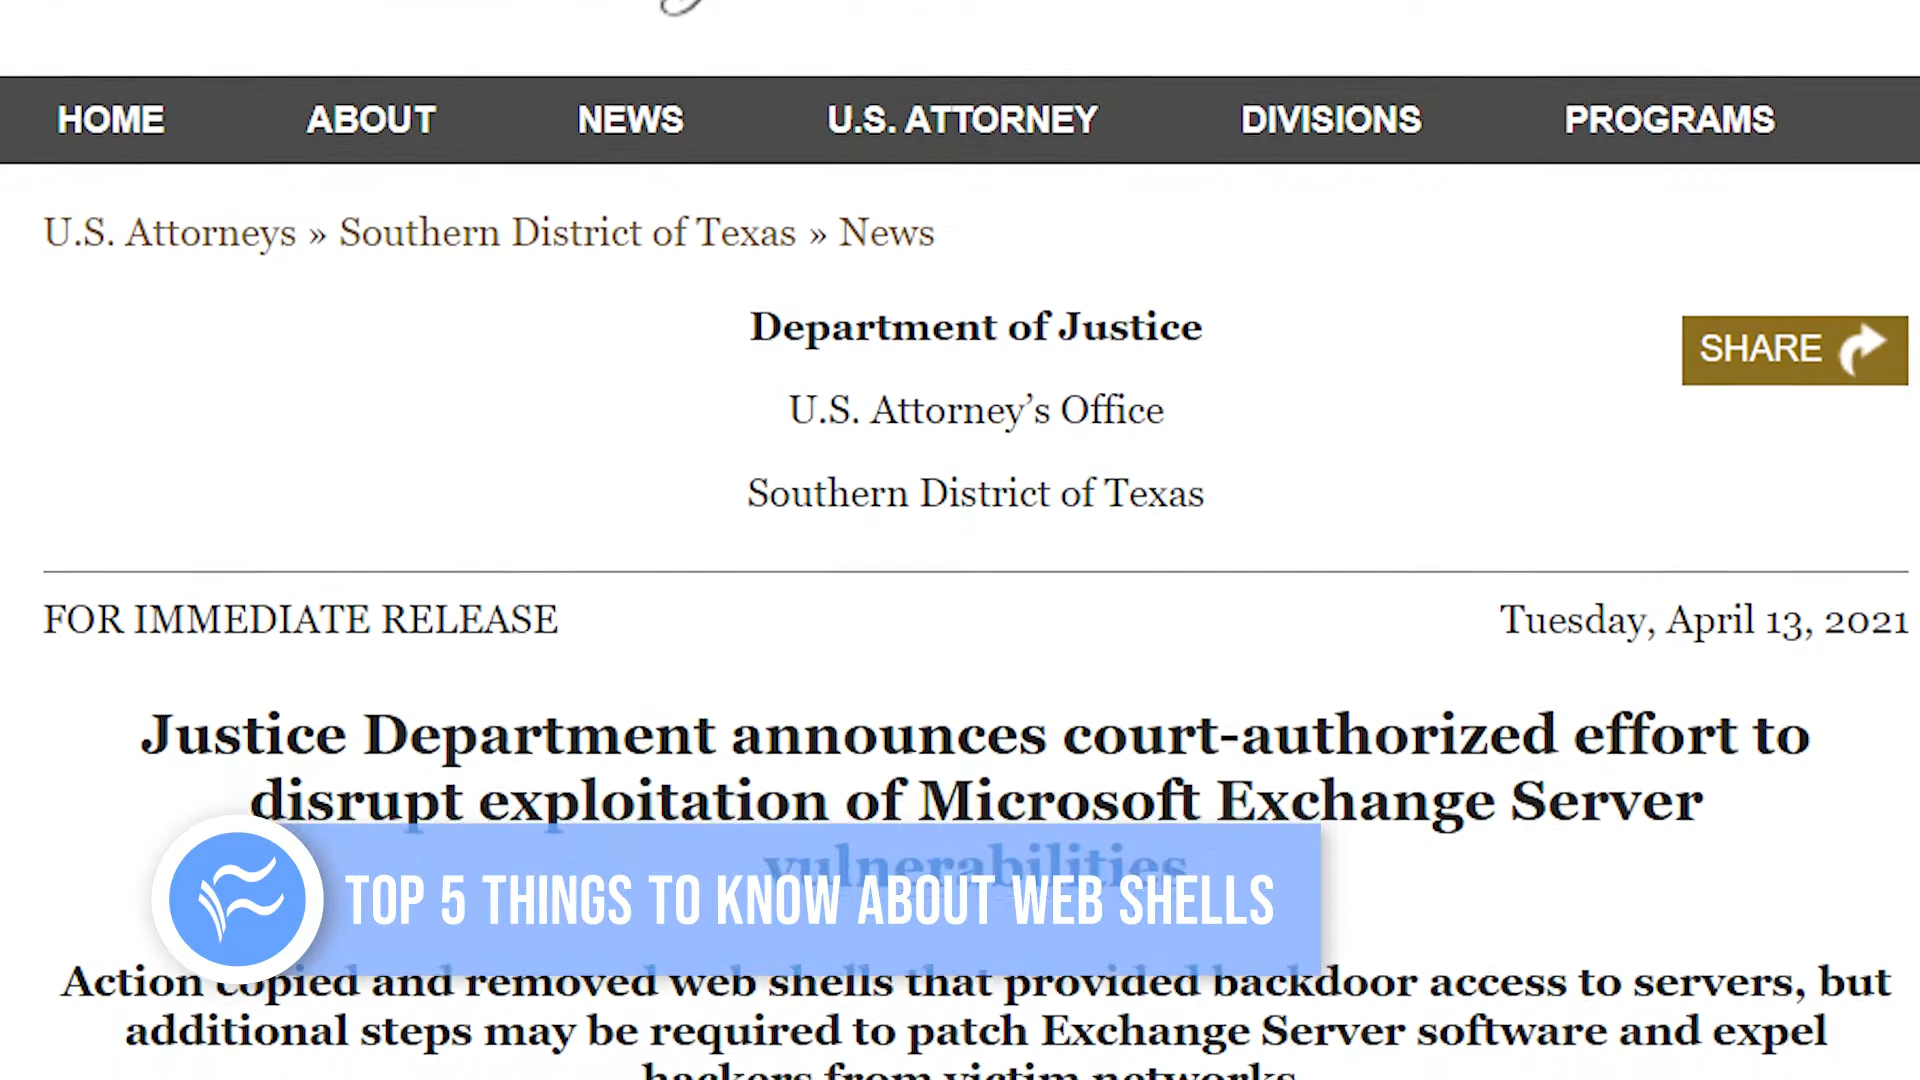 HOME ABOUT NEWS U.S. ATTORNEY DIVISIONS PROGRAMS
U.S. Attorneys » Southern District of Texas » News
Department of Justice
SHARE
U.S. Attorney’s Office
Southern District of Texas
FOR IMMEDIATE RELEASE Tuesday, April 13, 2021
Justice Department announces court-authorized effort to
disrupt exploitation of Microsoft Exchange Server
vulnerabilities
TOP 5 THINGS TO KNOW ABOUT WEB SHELLS
Action copied and removed web shells that provided backdoor access to servers, but
additional steps may be required to patch Exchange Server software and expel
hackers from victim networks